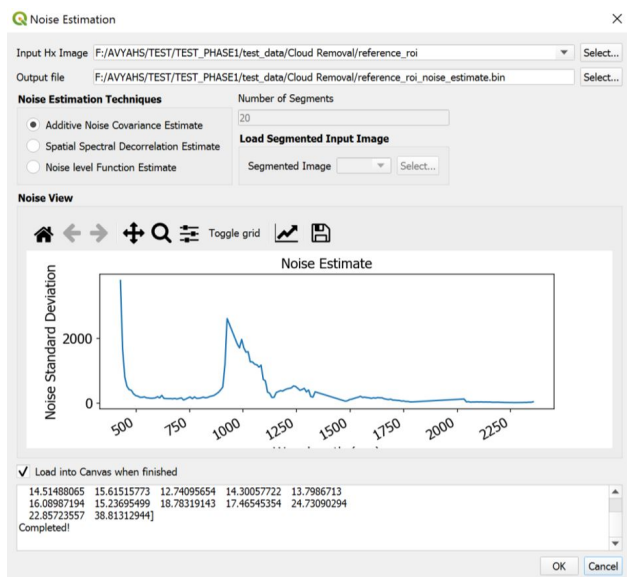 Noise Estimation
Input Hx Image F:/AVYAHS/TEST/TEST_PHASE1/test_data/Cloud Removal/reference_roi Select...
Output file F:/AVYAHS/TEST/TEST_PHASE1/test_data/Cloud Removal/reference_roi_noise_estimate.bin Select...
Noise Estimation Techniques
Additive Noise Covariance Estimate
Spatial Spectral Decorrelation Estimate
Noise level Function Estimate
Number of Segments
20
Load Segmented Input Image
Segmented Image Select...
Noise View
Toggle grid
Noise Estimate
Noise Standard Deviation
2000
0
500 750 1000 1250 1500 1750 2000 2250
Load into Canvas when finished
14.51488065 15.61515773 12.74095654 14.30057722 13.7986713
16.08987194 15.23695499 18.78319143 17.46545354 24.73090294
22.85723557 38.81312944]
Completed!
OK Cancel